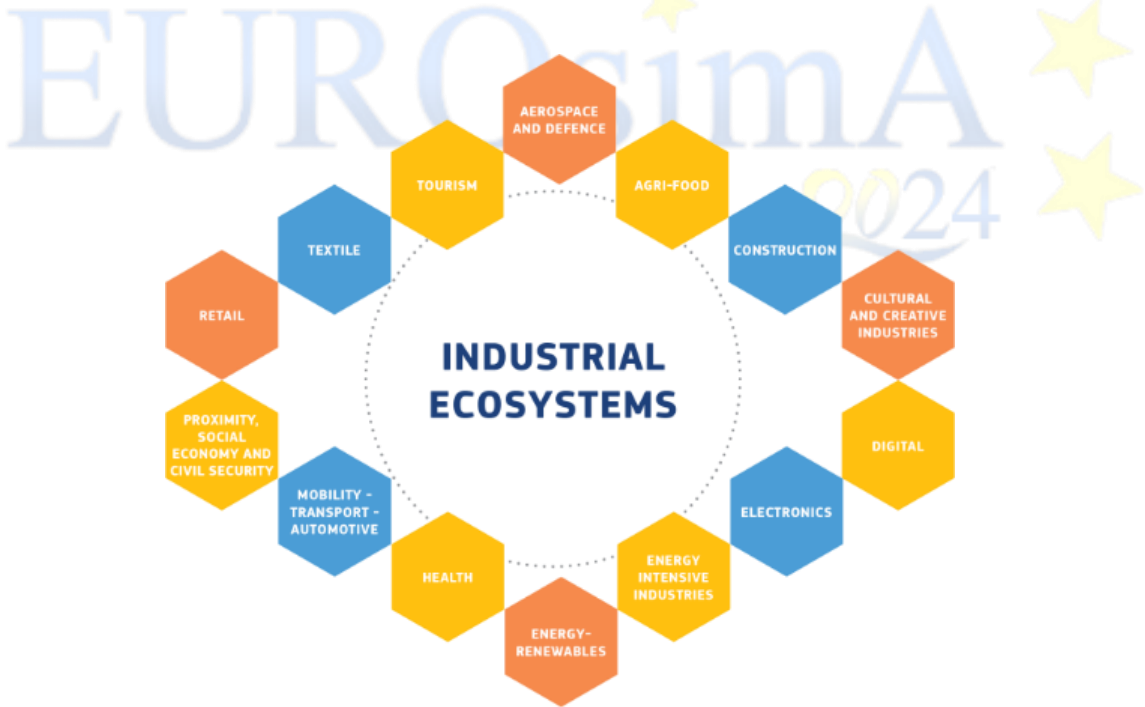 EUROsimA
2024
AEROSPACE
AND DEFENCE
AGRI-FOOD
CONSTRUCTION
CULTURAL
AND CREATIVE
INDUSTRIES
DIGITAL
ELECTRONICS
ENERGY
INTENSIVE
INDUSTRIES
ENERGY-
RENEWABLES
HEALTH
MOBILITY -
TRANSPORT -
AUTOMOTIVE
PROXIMITY,
SOCIAL
ECONOMY AND
CIVIL SECURITY
RETAIL
TEXTILE
TOURISM
INDUSTRIAL
ECOSYSTEMS